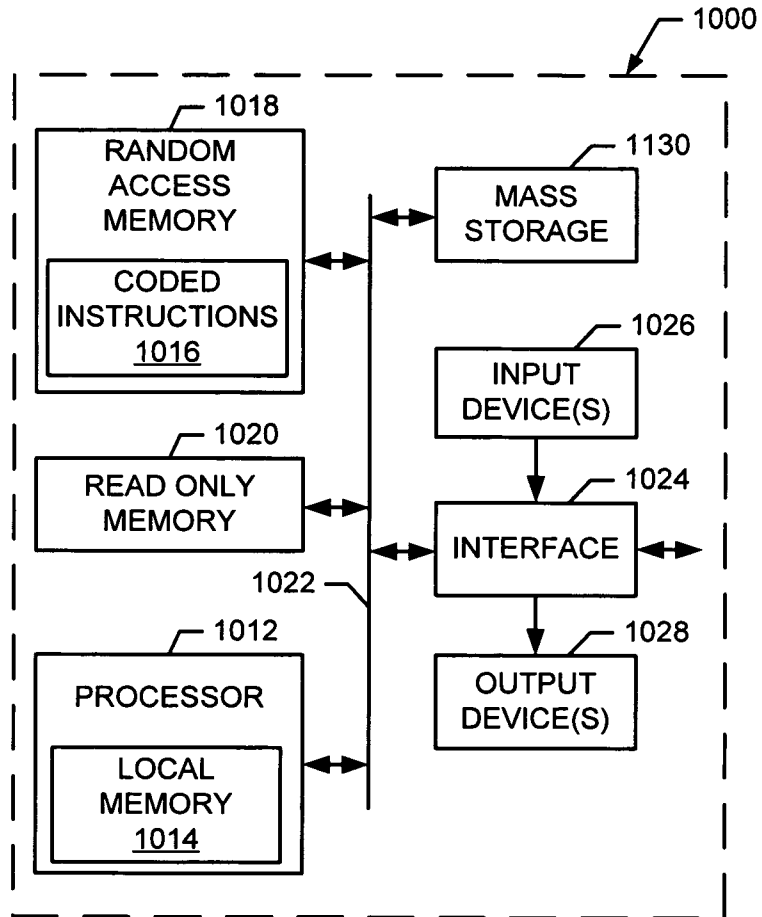 1000
1018
RANDOM
ACCESS
MEMORY
CODED
INSTRUCTIONS
1016
1130
MASS
STORAGE
1026
INPUT
DEVICE(S)
1020
READ ONLY
MEMORY
1024
INTERFACE
1022
1012
PROCESSOR
LOCAL
MEMORY
1014
1028
OUTPUT
DEVICE(S)